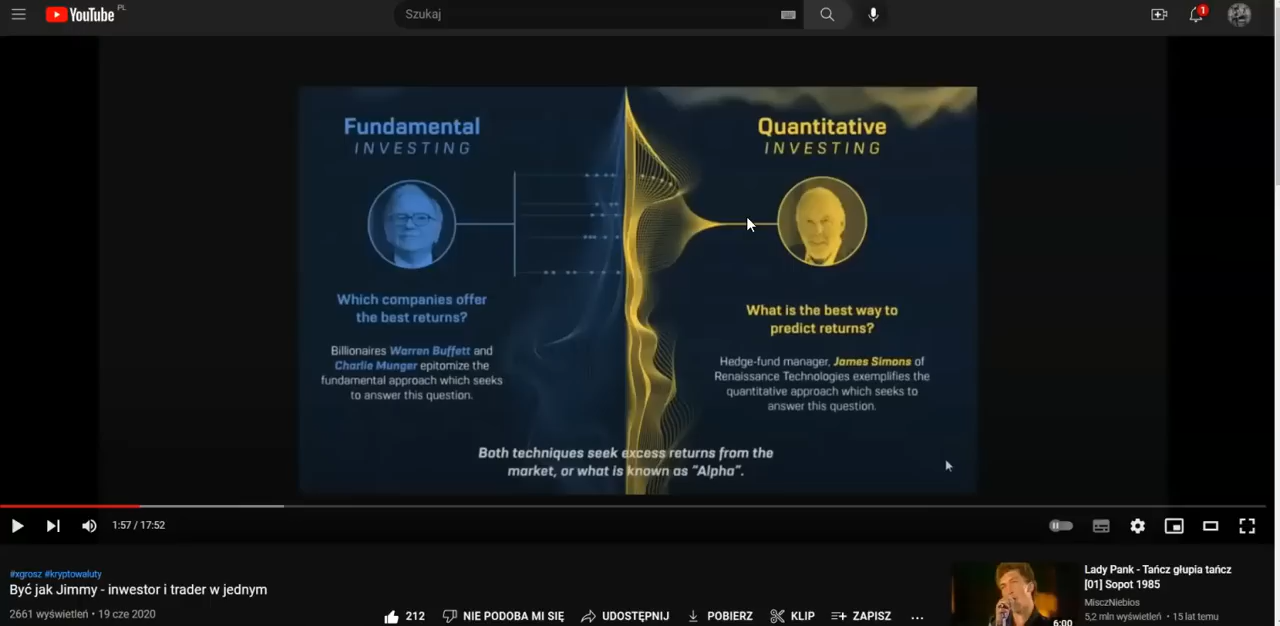 YouTube PL
Szukaj
1
Fundamental
INVESTING
Quantitative
INVESTING
Which companies offer
the best returns?
What is the best way to
predict returns?
Billionaires Warren Buffett and
Charlie Munger epitomize the
fundamental approach which seeks
to answer this question.
Hedge-fund manager, James Simons of
Renaissance Technologies exemplifies the
quantitative approach which seeks to
answer this question.
Both techniques seek excess returns from the
market, or what is known as "Alpha".
1:57 / 17:52
#xgrosz #kryptowaluty
Być jak Jimmy - inwestor i trader w jednym
2661 wyświetleń • 19 cze 2020
212
NIE PODOBA MI SIĘ
UDOSTĘPNIJ
POBIERZ
KLIP
ZAPISZ
...
Lady Pank - Tańcz głupia tańcz
[01] Sopot 1985
MisczNiebios
5,2 mln wyświetleń • 15 lat temu
6:00